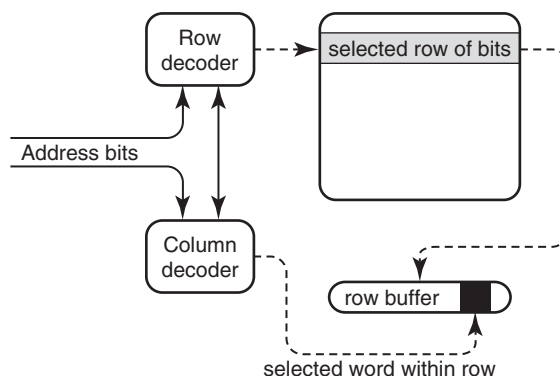 Row
decoder
selected row of bits
Address bits
Column
decoder
row buffer
selected word within row